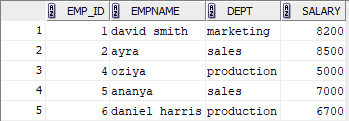 EMP_ID EMPNAME DEPT SALARY
1 1 david smith marketing 8200
2 2 ayra sales 8500
3 4 oziya production 5000
4 5 ananya sales 7000
5 6 daniel harris production 6700